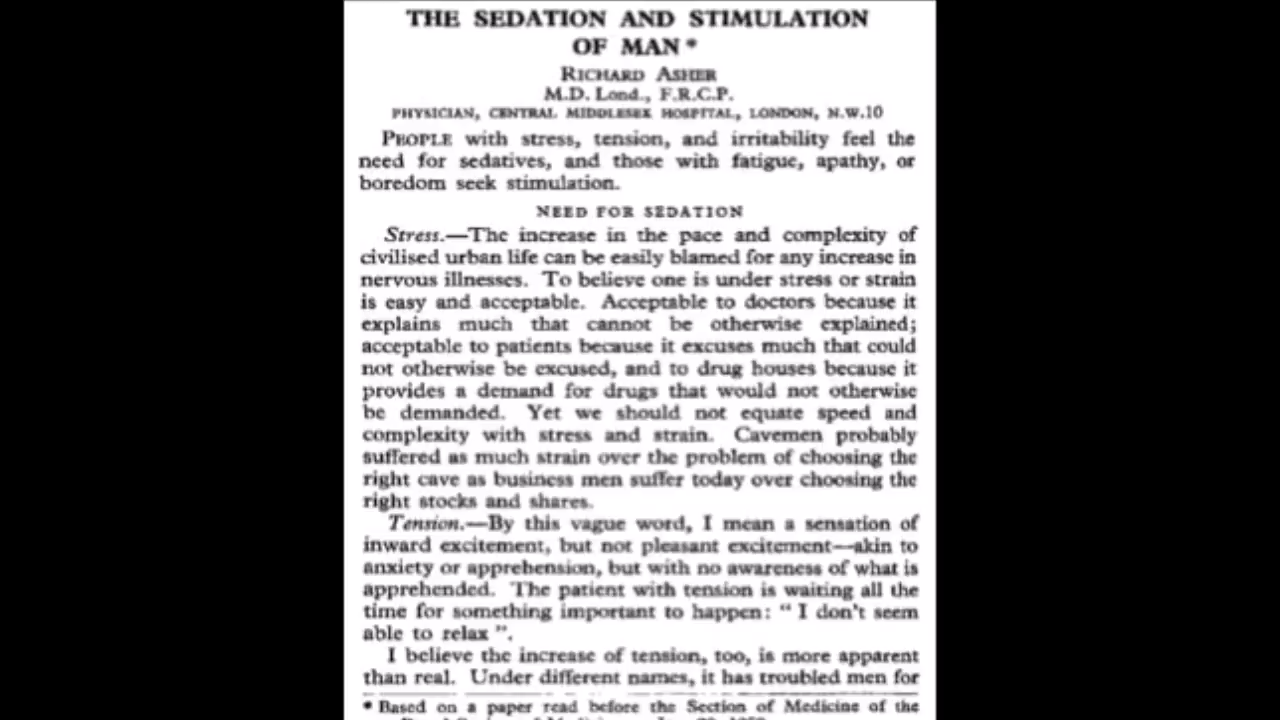 THE SEDATION AND STIMULATION
OF MAN *
RICHARD ASHER
M.D. Lond., F.R.C.P.
PHYSICIAN, CENTRAL MIDDLESEX HOSPITAL, LONDON, N.W.10
PEOPLE with stress, tension, and irritability feel the
need for sedatives, and those with fatigue, apathy, or
boredom seek stimulation.
NEED FOR SEDATION
Stress.—The increase in the pace and complexity of
civilised urban life can be easily blamed for any increase in
nervous illnesses. To believe one is under stress or strain
is easy and acceptable. Acceptable to doctors because it
explains much that cannot be otherwise explained;
acceptable to patients because it excuses much that could
not otherwise be excused, and to drug houses because it
provides a demand for drugs that would not otherwise
be demanded. Yet we should not equate speed and
complexity with stress and strain. Cavemen probably
suffered as much strain over the problem of choosing the
right cave as business men suffer today over choosing the
right stocks and shares.
Tension.—By this vague word, I mean a sensation of
inward excitement, but not pleasant excitement—akin to
anxiety or apprehension, but with no awareness of what is
apprehended. The patient with tension is waiting all the
time for something important to happen: “ I don't seem
able to relax ”.
I believe the increase of tension, too, is more apparent
than real. Under different names, it has troubled men for
* Based on a paper read before the Section of Medicine of the